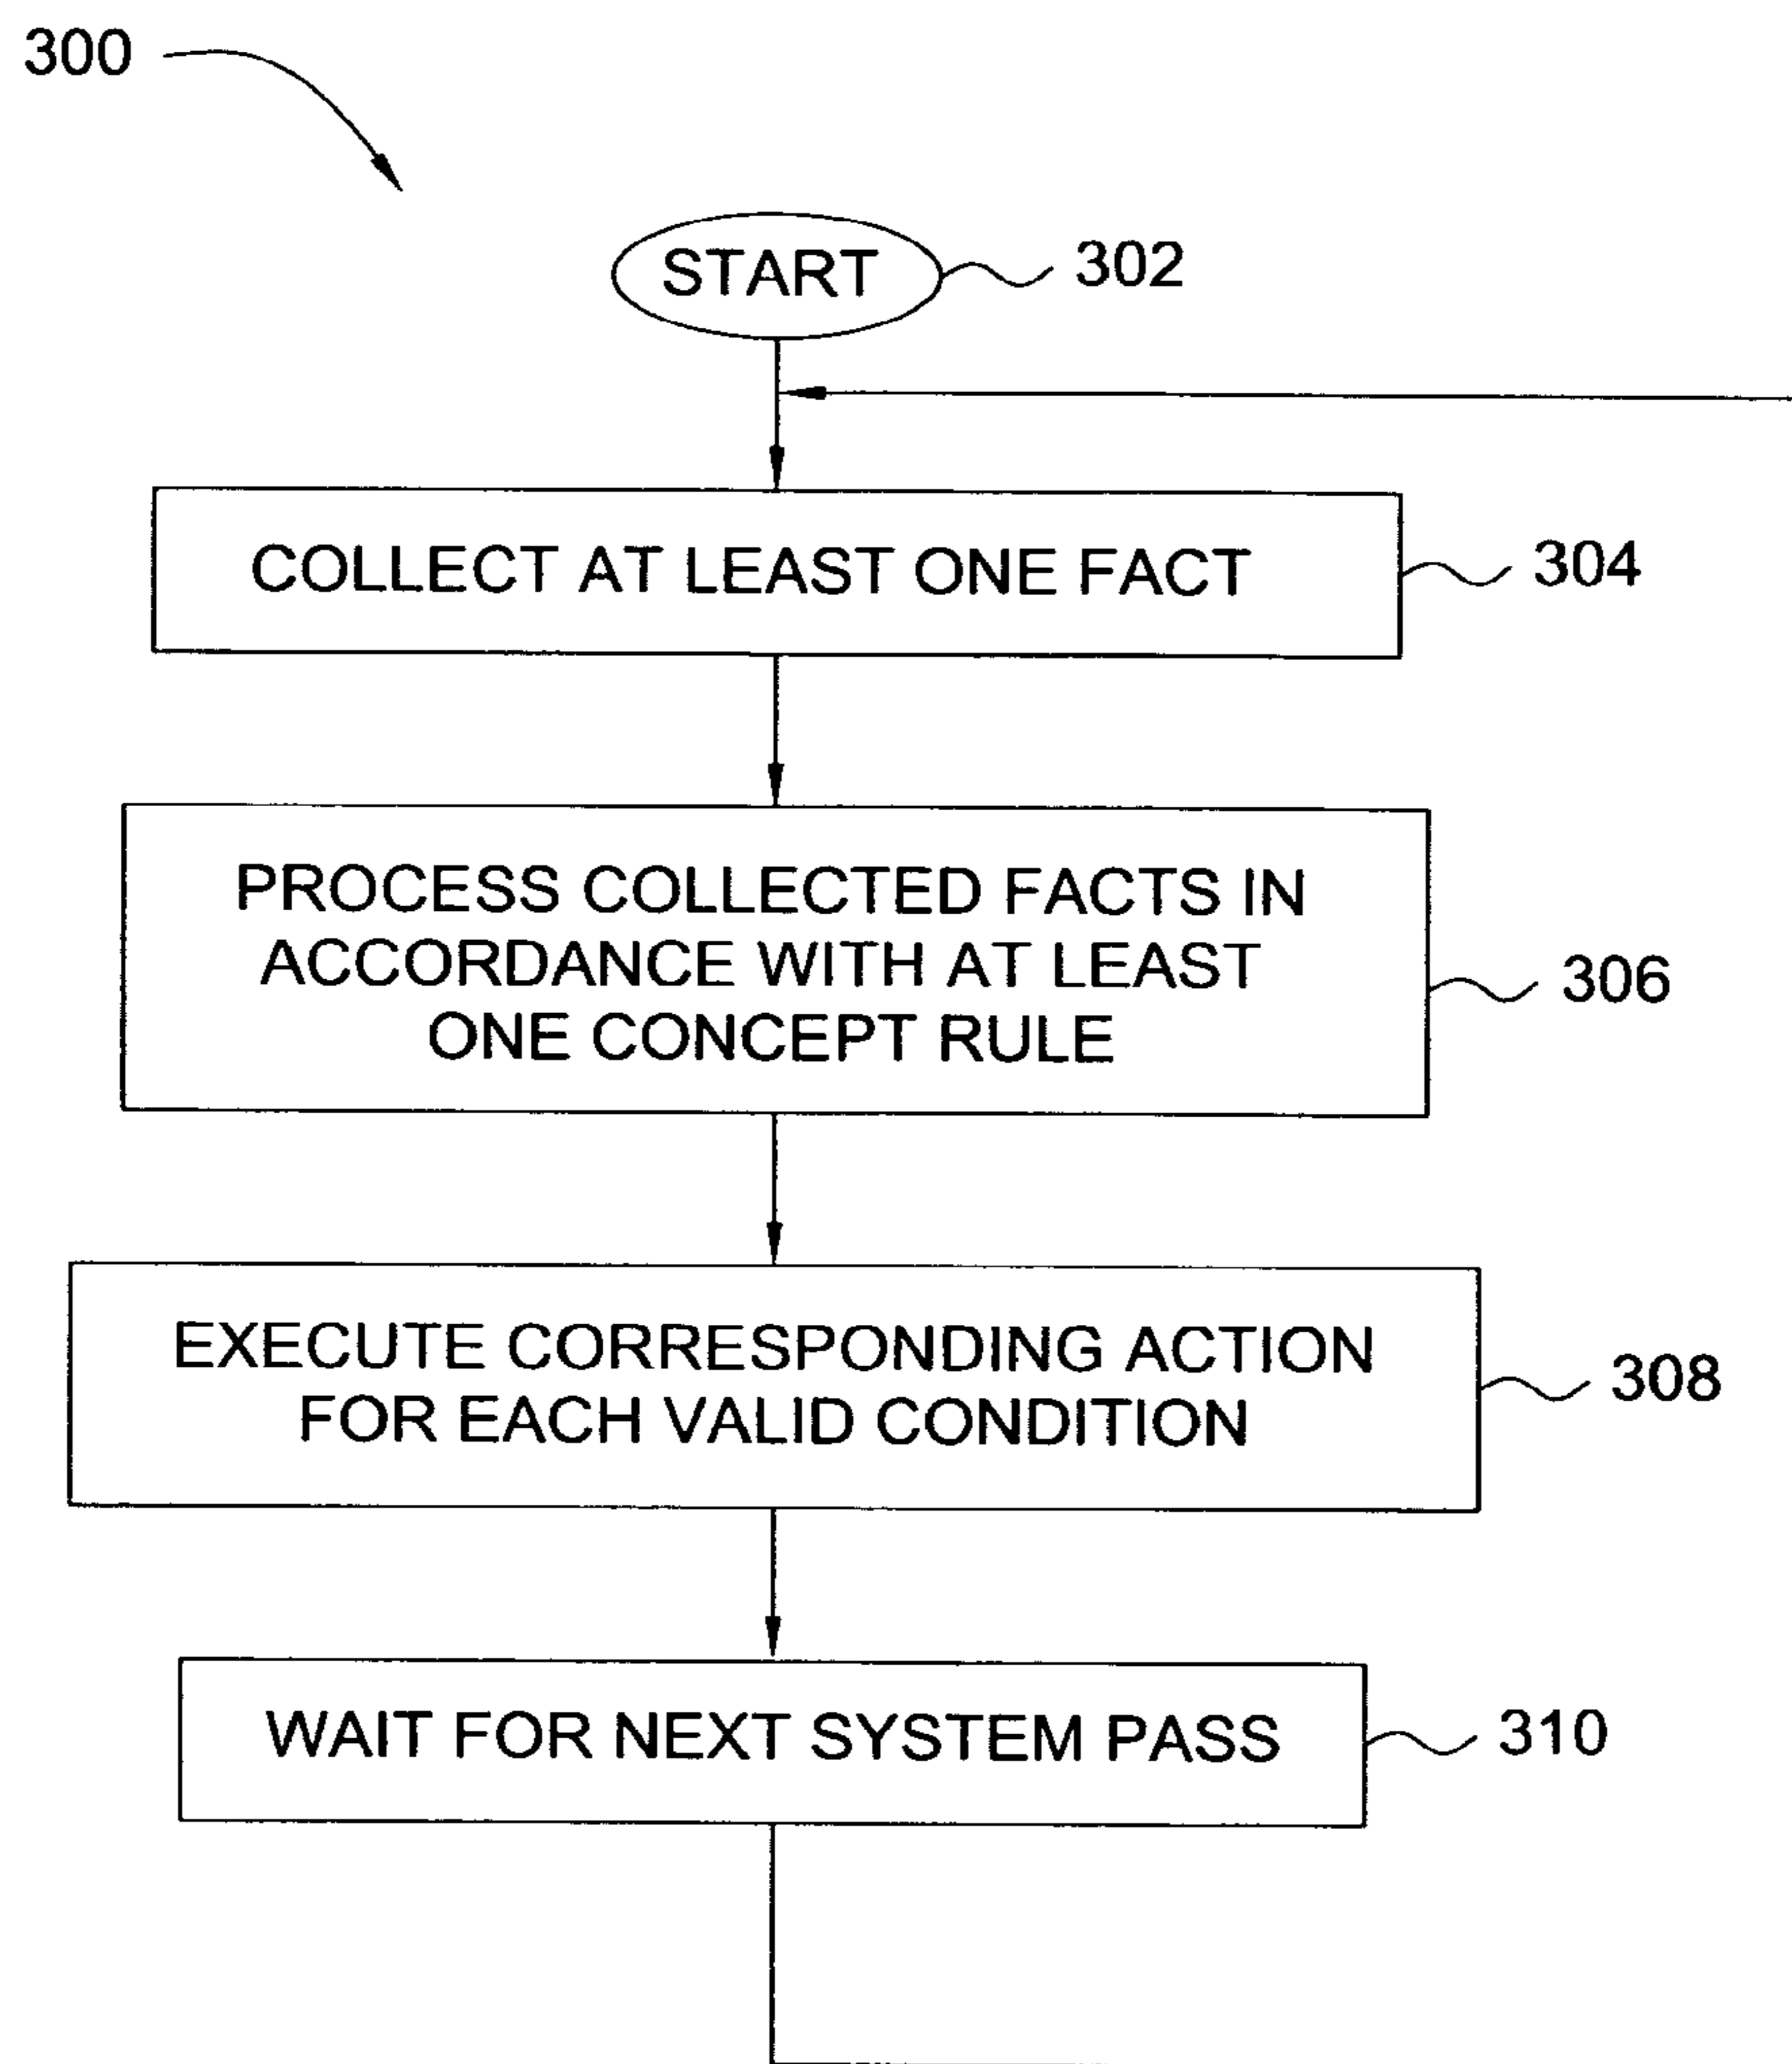 300
START
302
COLLECT AT LEAST ONE FACT
304
PROCESS COLLECTED FACTS IN
ACCORDANCE WITH AT LEAST
ONE CONCEPT RULE
306
EXECUTE CORRESPONDING ACTION
FOR EACH VALID CONDITION
308
WAIT FOR NEXT SYSTEM PASS
310